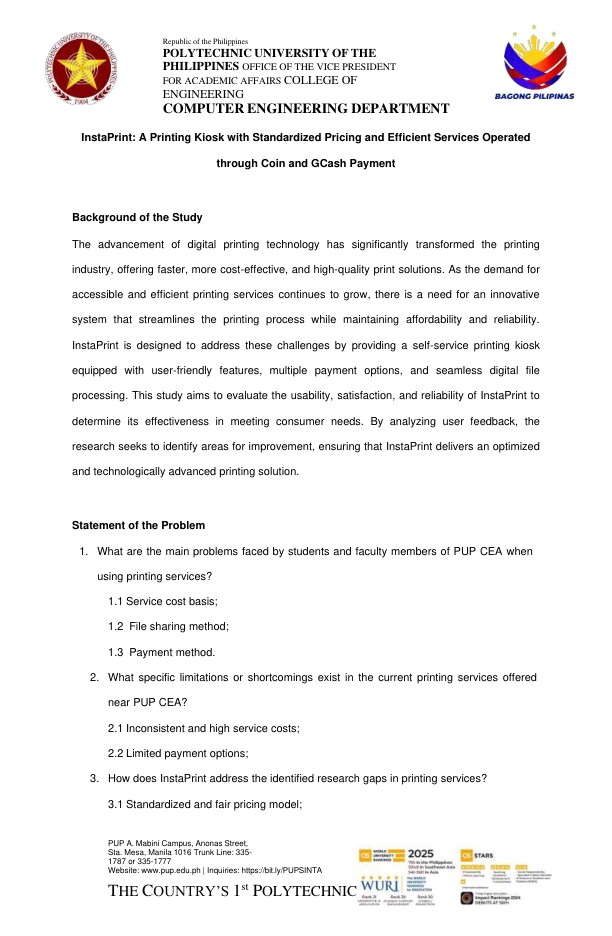 Republic of the Philippines
POLYTECHNIC UNIVERSITY OF THE
PHILIPPINES OFFICE OF THE VICE PRESIDENT
FOR ACADEMIC AFFAIRS COLLEGE OF
ENGINEERING
COMPUTER ENGINEERING DEPARTMENT
1904
BAGONG PILIPINAS
InstaPrint: A Printing Kiosk with Standardized Pricing and Efficient Services Operated
through Coin and GCash Payment
Background of the Study
The advancement of digital printing technology has significantly transformed the printing
industry, offering faster, more cost-effective, and high-quality print solutions. As the demand for
accessible and efficient printing services continues to grow, there is a need for an innovative
system that streamlines the printing process while maintaining affordability and reliability.
InstaPrint is designed to address these challenges by providing a self-service printing kiosk
equipped with user-friendly features, multiple payment options, and seamless digital file
processing. This study aims to evaluate the usability, satisfaction, and reliability of InstaPrint to
determine its effectiveness in meeting consumer needs. By analyzing user feedback, the
research seeks to identify areas for improvement, ensuring that InstaPrint delivers an optimized
and technologically advanced printing solution.
Statement of the Problem
1. What are the main problems faced by students and faculty members of PUP CEA when
using printing services?
1.1 Service cost basis;
1.2 File sharing method;
1.3 Payment method.
2. What specific limitations or shortcomings exist in the current printing services offered
near PUP CEA?
2.1 Inconsistent and high service costs;
2.2 Limited payment options;
3. How does InstaPrint address the identified research gaps in printing services?
3.1 Standardized and fair pricing model;
PUP A. Mabini Campus, Anonas Street,
Sta. Mesa, Manila 1016 Trunk Line: 335-
1787 or 335-1777
Website: www.pup.edu.ph | Inquiries: https://bit.ly/PUPSINTA
THE COUNTRY'S 1st POLYTECHNIC
QS WORLD UNIVERSITY RANKINGS
2025
QS STARS
WURI
Impact Rankings 2024